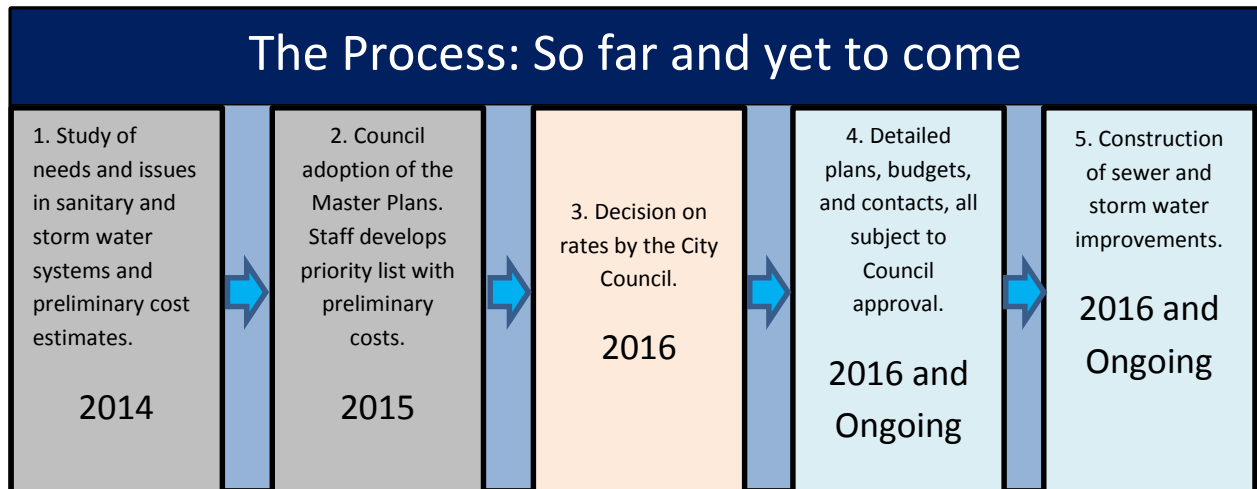 The Process: So far and yet to come
1. Study of
needs and issues
in sanitary and
storm water
systems and
preliminary cost
estimates.
2014
2. Council
adoption of the
Master Plans.
Staff develops
priority list with
preliminary
costs.
2015
3. Decision on
rates by the City
Council.
2016
4. Detailed
plans, budgets,
and contacts, all
subject to
Council
approval.
2016 and
Ongoing
5. Construction
of sewer and
storm water
improvements.
2016 and
Ongoing